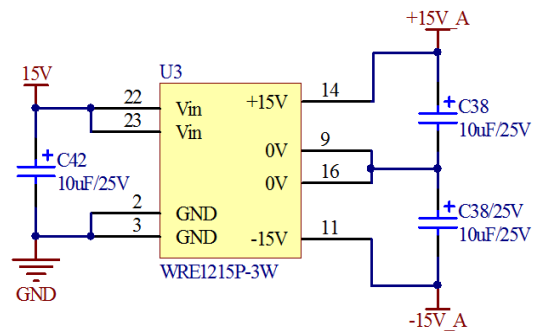 +15V_A
15V
U3
22
23
Vin
Vin
+15V
14
C38
10uF/25V
C42
10uF/25V
0V
9
0V
16
2
3
GND
GND
-15V
11
C38/25V
10uF/25V
WRE1215P-3W
GND
-15V_A